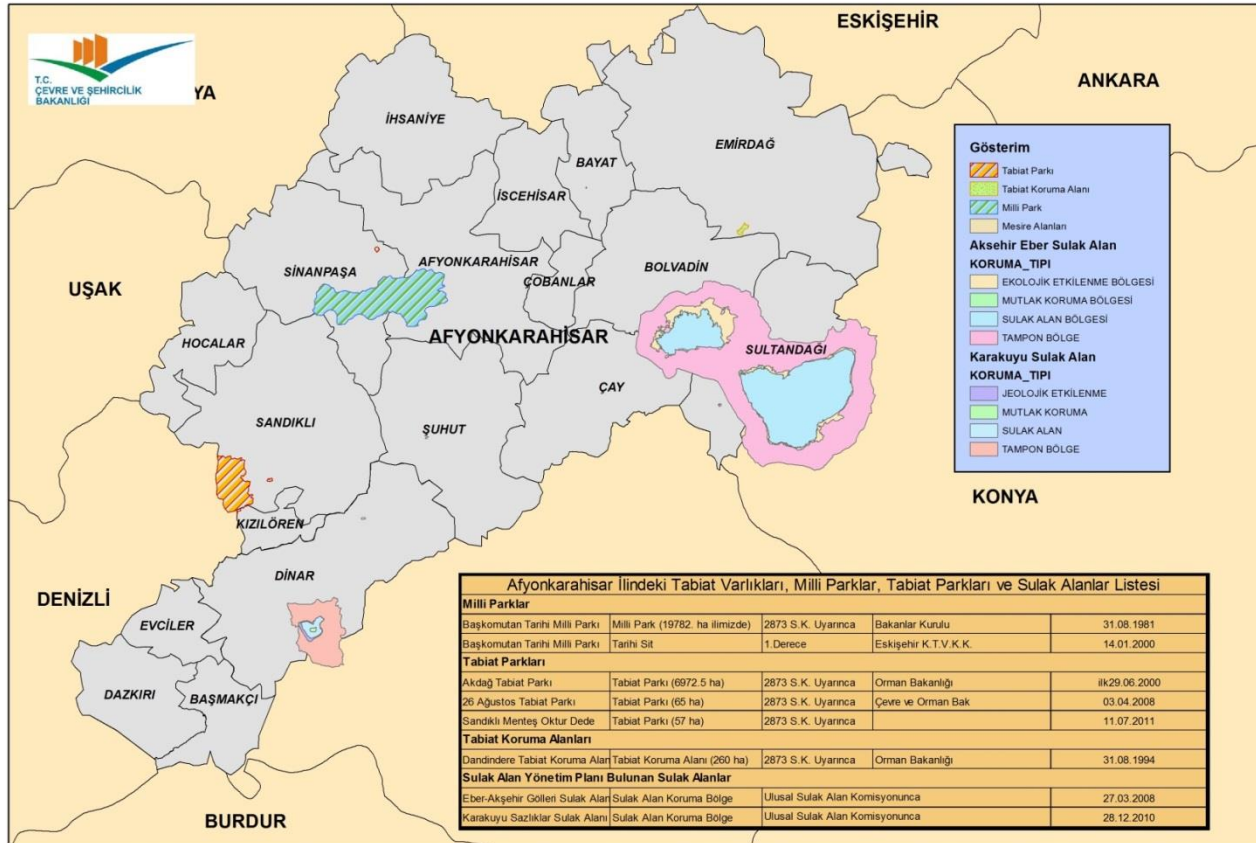 ESKİŞEHİR
T.C.
ÇEVRE VE ŞEHİRCİLİK
BAKANLIĞI
YA
ANKARA
İHSANİYE
EMİRDAĞ
BAYAT
İSCEHİSAR
SİNANPAŞA
AFYONKARAHİSAR
ÇOBANLAR
BOLVADİN
UŞAK
AFYONKARAHİSAR
HOCALAR
SULTANDAĞI
ÇAY
SANDIKLI
ŞUHUT
KONYA
KIZILÖREN
DİNAR
DENİZLİ
EVCİLER
DAZKIRI
BAŞMAKÇI
BURDUR
Gösterim
Tabiat Parkı
Tabiat Koruma Alanı
Milli Park
Mesire Alanları
Aksehir Eber Sulak Alan
KORUMA_TIPI
EKOLOJİK ETKİLENME BÖLGESİ
MUTLAK KORUMA BÖLGESİ
SULAK ALAN BÖLGESİ
TAMPON BÖLGE
Karakuyu Sulak Alan
KORUMA_TIPI
JEOLOJİK ETKİLENME
MUTLAK KORUMA
SULAK ALAN
TAMPON BÖLGE
Afyonkarahisar İlindeki Tabiat Varlıkları, Milli Parklar, Tabiat Parkları ve Sulak Alanlar Listesi
Milli Parklar
Başkomutan Tarihi Milli Parkı Milli Park (19782. ha ilimizde) 2873 S.K. Uyarınca Bakanlar Kurulu 31.08.1981
Başkomutan Tarihi Milli Parkı Tarihi Sit 1.Derece Eskişehir K.T.V.K.K. 14.01.2000
Tabiat Parkları
Akdağ Tabiat Parkı Tabiat Parkı (6972.5 ha) 2873 S.K. Uyarınca Orman Bakanlığı ilk29.06.2000
26 Ağustos Tabiat Parkı Tabiat Parkı (65 ha) 2873 S.K. Uyarınca Çevre ve Orman Bak 03.04.2008
Sandıklı Menteş Oktur Dede Tabiat Parkı (57 ha) 2873 S.K. Uyarınca 11.07.2011
Tabiat Koruma Alanları
Dandindere Tabiat Koruma Alan Tabiat Koruma Alanı (260 ha) 2873 S.K. Uyarınca Orman Bakanlığı 31.08.1994
Sulak Alan Yönetim Planı Bulunan Sulak Alanlar
Eber-Akşehir Gölleri Sulak Alan Sulak Alan Koruma Bölge Ulusal Sulak Alan Komisyonunca 27.03.2008
Karakuyu Sazlıklar Sulak Alanı Sulak Alan Koruma Bölge Ulusal Sulak Alan Komisyonunca 28.12.2010